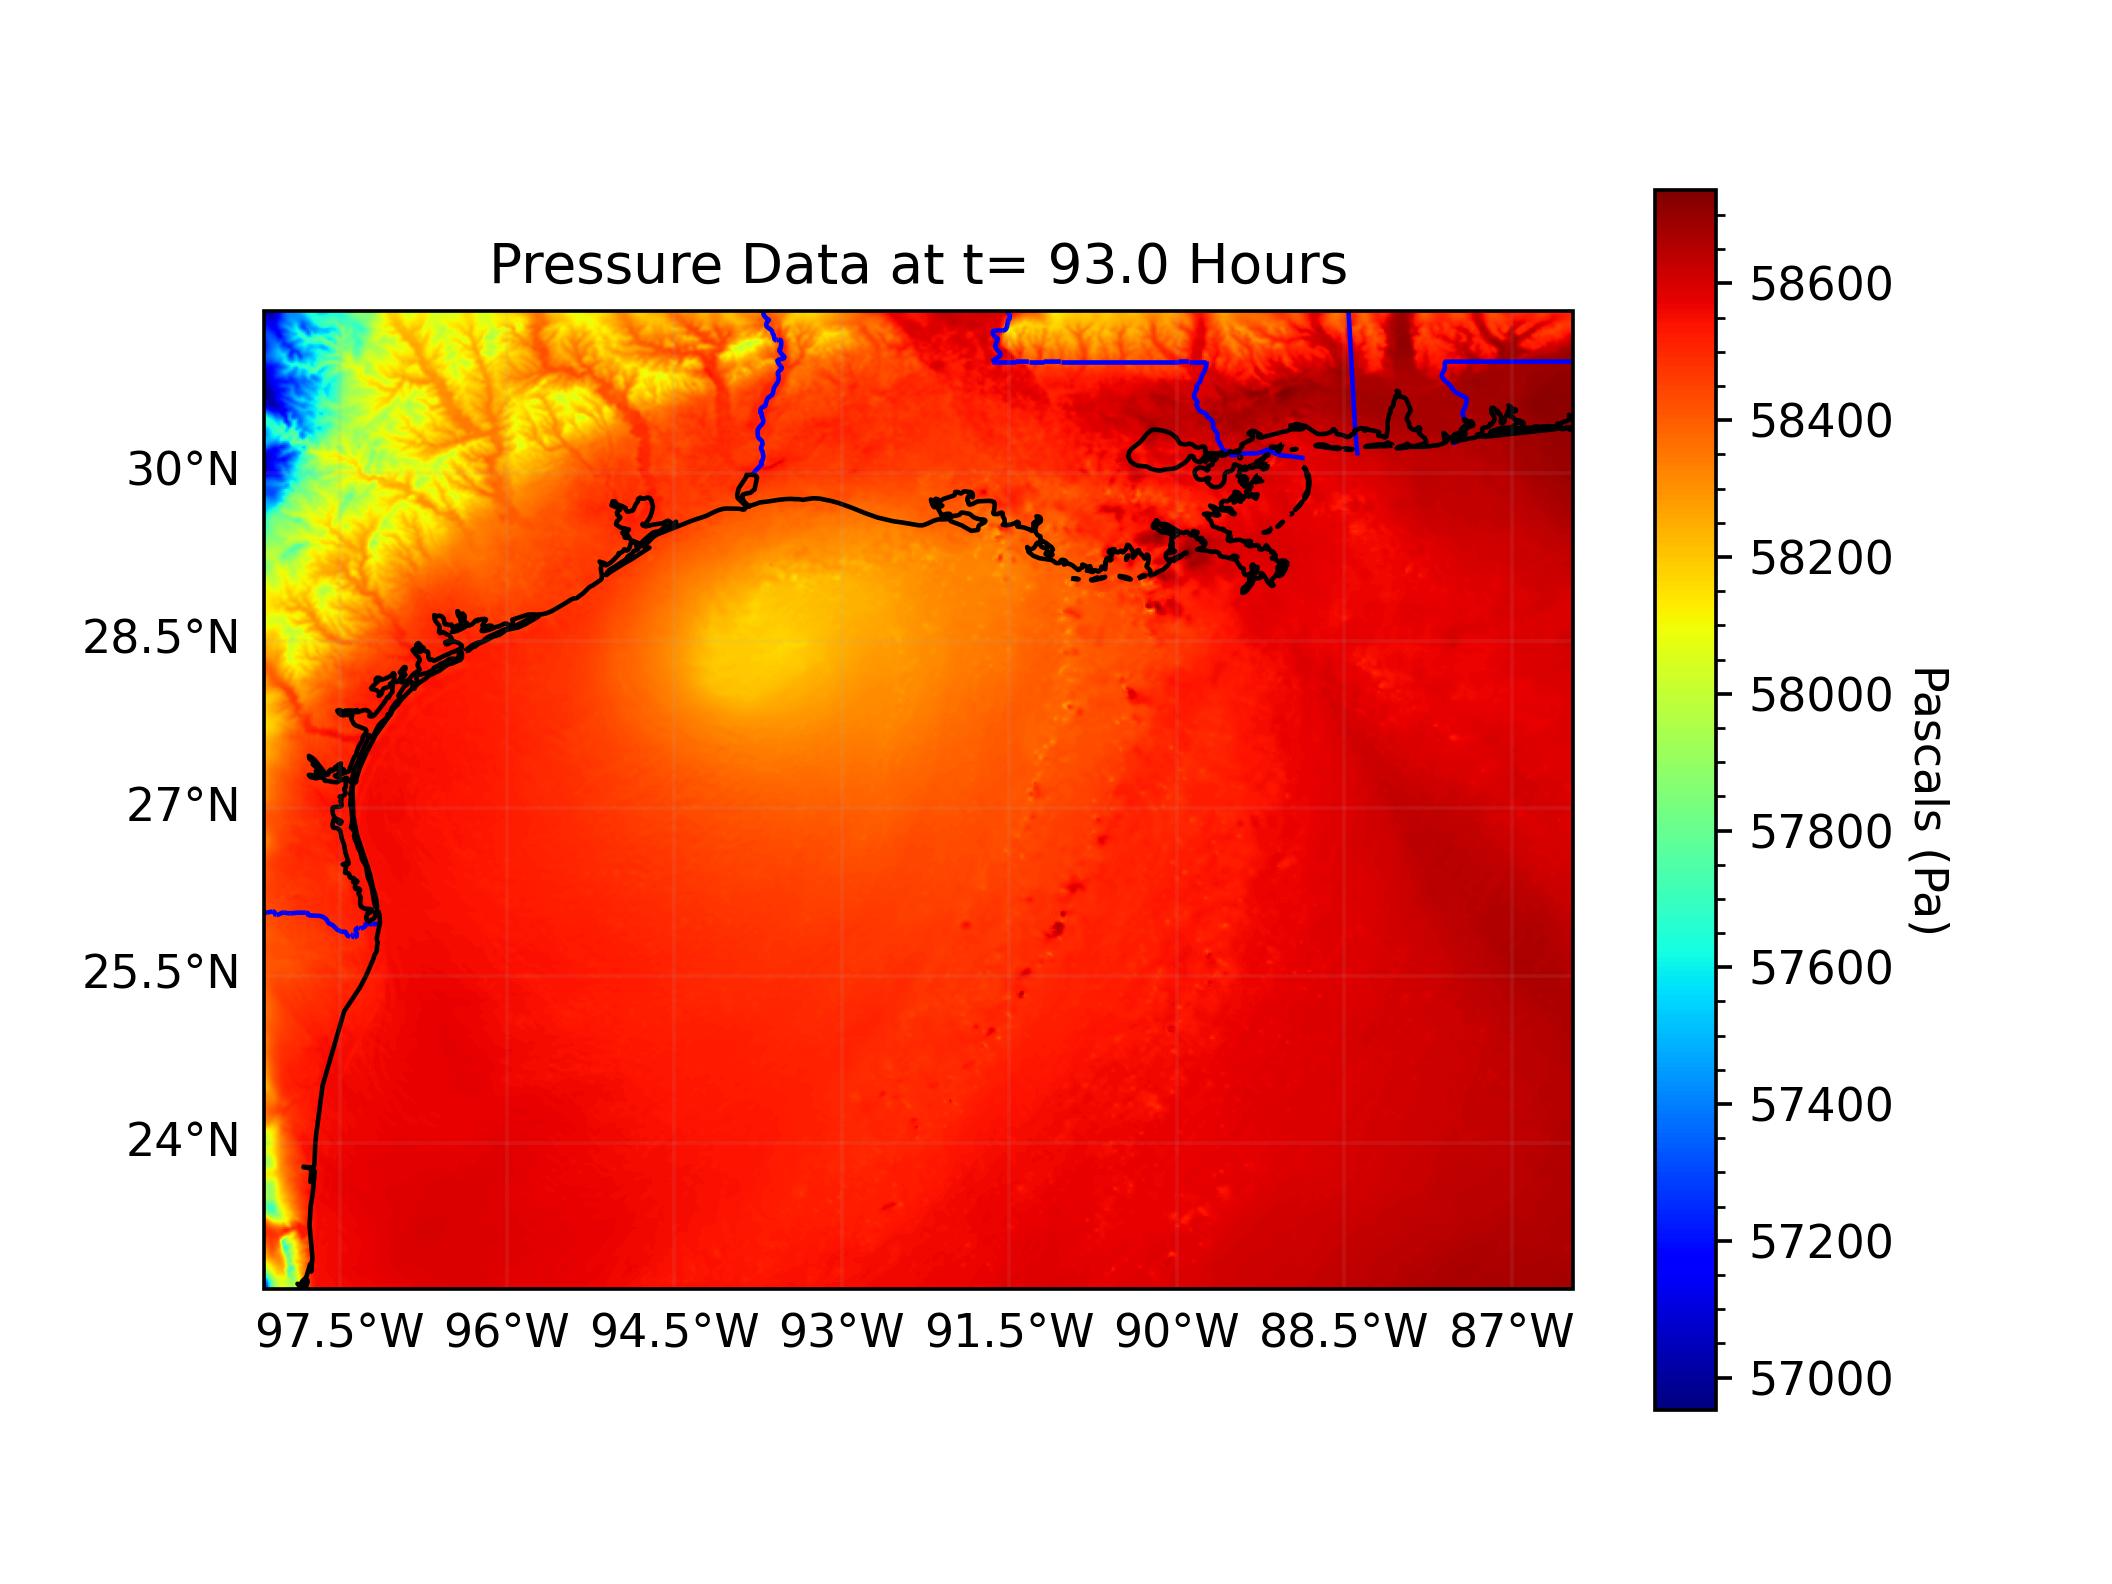 Pressure Data at t= 93.0 Hours
30°N
28.5°N
27°N
25.5°N
24°N
97.5°W 96°W 94.5°W 93°W 91.5°W 90°W 88.5°W 87°W
58600
58400
58200
58000
57800
57600
57400
57200
57000
Pascals (Pa)